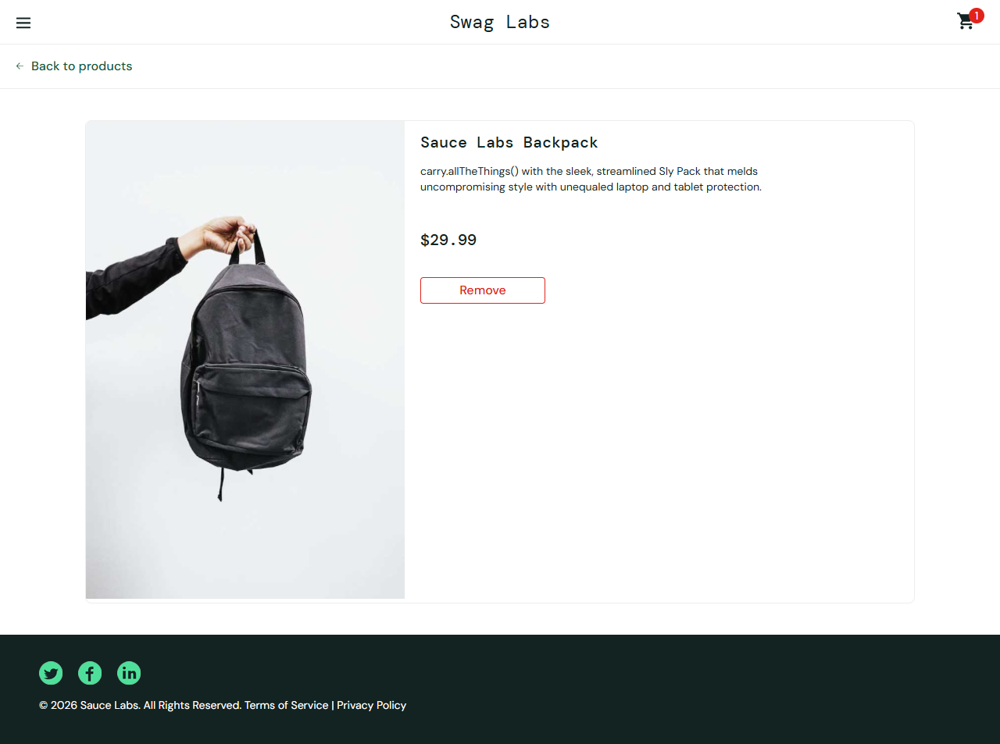 Swag Labs
1
Back to products
Sauce Labs Backpack
carry.allTheThings() with the sleek, streamlined Sly Pack that melds
uncompromising style with unequaled laptop and tablet protection.
$29.99
Remove
© 2026 Sauce Labs. All Rights Reserved. Terms of Service | Privacy Policy